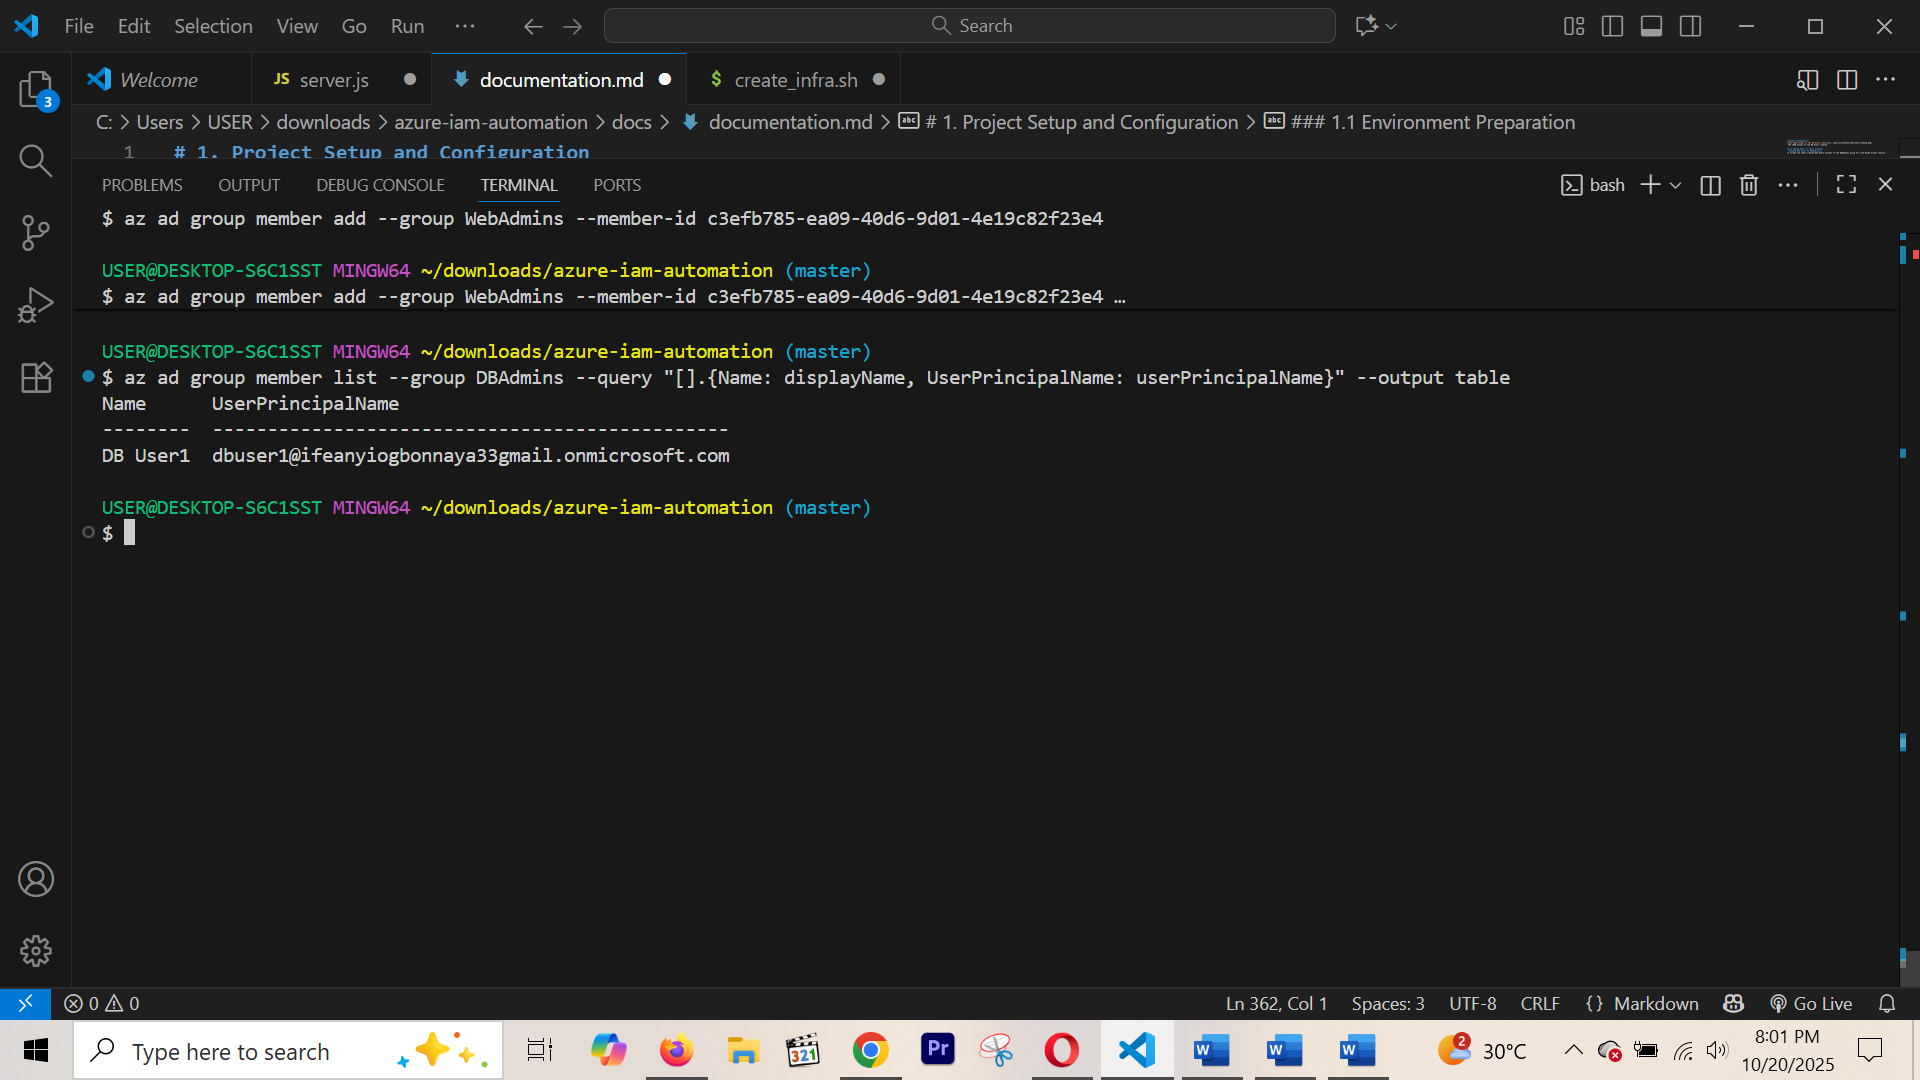 File Edit Selection View Go Run ··· Search
Welcome JS server.js documentation.md $ create_infra.sh
C: > Users > USER > downloads > azure-iam-automation > docs > documentation.md > # 1. Project Setup and Configuration > ### 1.1 Environment Preparation
1 # 1. Project Setup and Configuration
PROBLEMS OUTPUT DEBUG CONSOLE TERMINAL PORTS bash
$ az ad group member add --group WebAdmins --member-id c3efb785-ea09-40d6-9d01-4e19c82f23e4
USER@DESKTOP-S6C1SST MINGW64 ~/downloads/azure-iam-automation (master)
$ az ad group member add --group WebAdmins --member-id c3efb785-ea09-40d6-9d01-4e19c82f23e4 …
USER@DESKTOP-S6C1SST MINGW64 ~/downloads/azure-iam-automation (master)
$ az ad group member list --group DBAdmins --query "[].{Name: displayName, UserPrincipalName: userPrincipalName}" --output table
Name UserPrincipalName
-------- -----------------------------------------------
DB User1 dbuser1@ifeanyiogbonnaya33gmail.onmicrosoft.com
USER@DESKTOP-S6C1SST MINGW64 ~/downloads/azure-iam-automation (master)
$
3
0 0 Ln 362, Col 1 Spaces: 3 UTF-8 CRLF {} Markdown Go Live
Type here to search 321 Pr W W W 2 30°C 8:01 PM
10/20/2025